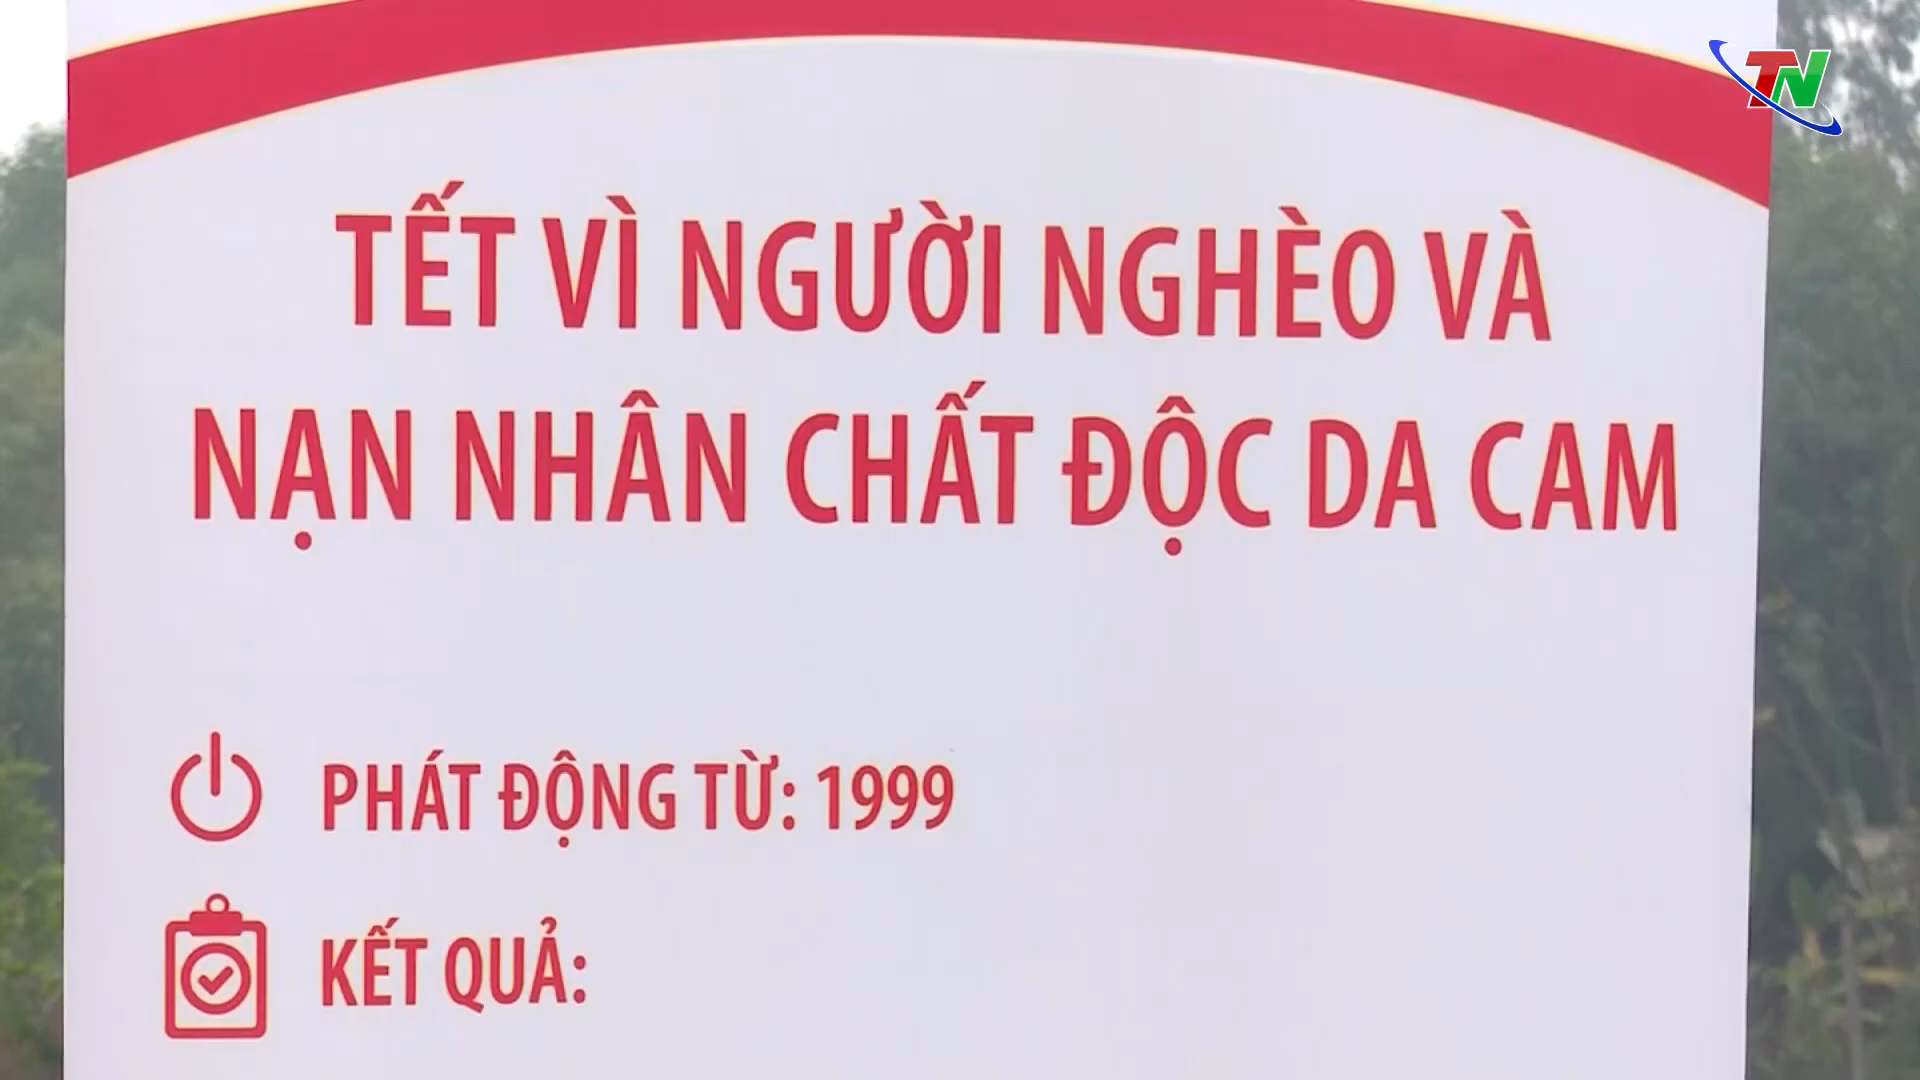 TN
TẾT VÌ NGƯỜI NGHÈO VÀ
NẠN NHÂN CHẤT ĐỘC DA CAM
PHÁT ĐỘNG TỪ: 1999
KẾT QUẢ: